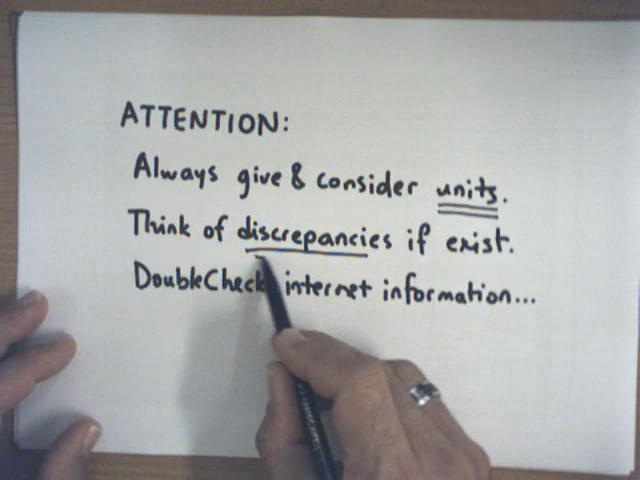 ATTENTION:
Always give & consider units.
Think of discrepancies if exist.
DoubleCheck internet information...